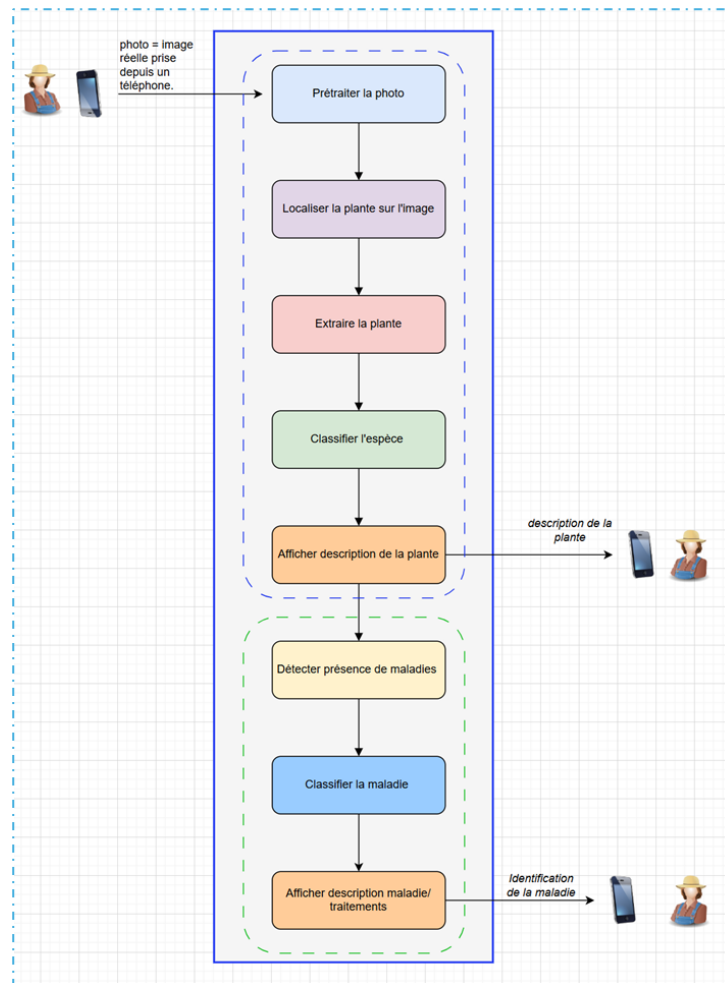 photo = image
réelle prise
depuis un
téléphone.
Prétraiter la photo
Localiser la plante sur l'image
Extraire la plante
Classifier l'espèce
Afficher description de la plante
description de la
plante
Détecter présence de maladies
Classifier la maladie
Afficher description maladie/
traitements
Identification
de la maladie